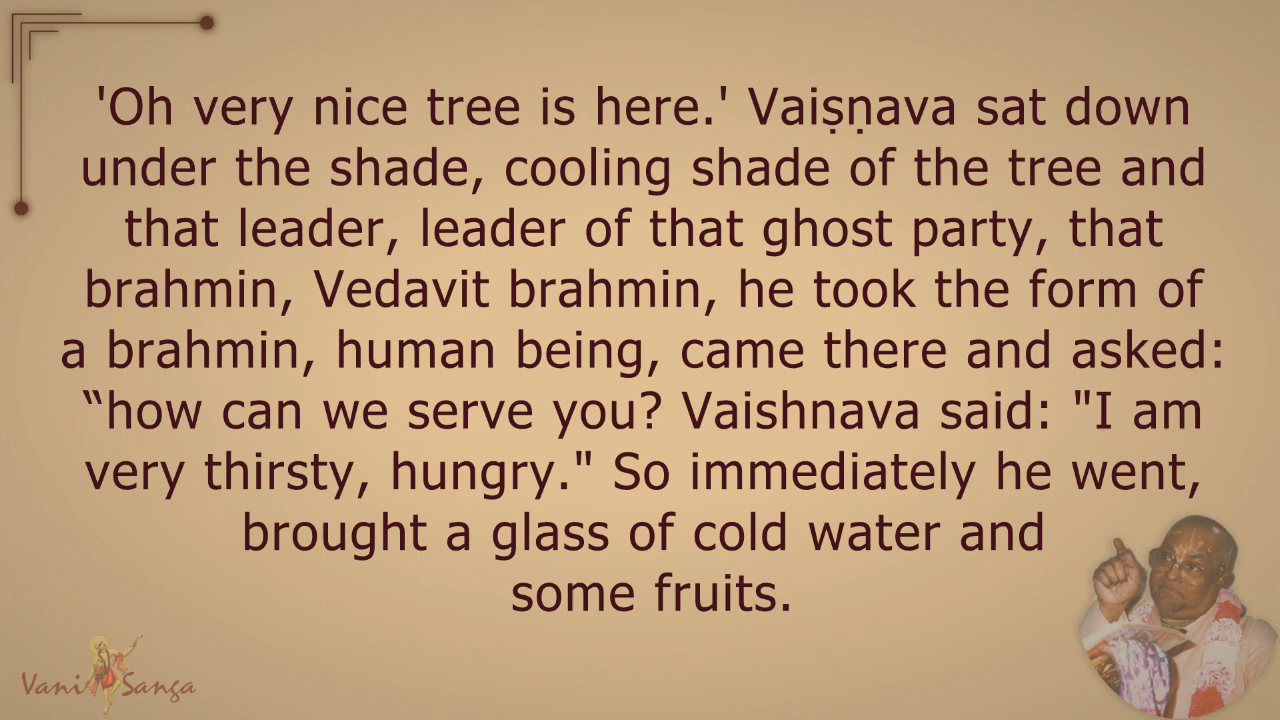 'Oh very nice tree is here.' Vaiṣṇava sat down
under the shade, cooling shade of the tree and
that leader, leader of that ghost party, that
brahmin, Vedavit brahmin, he took the form of
a brahmin, human being, came there and asked:
“how can we serve you? Vaishnava said: "I am
very thirsty, hungry." So immediately he went,
brought a glass of cold water and
some fruits.
Vani Sanga